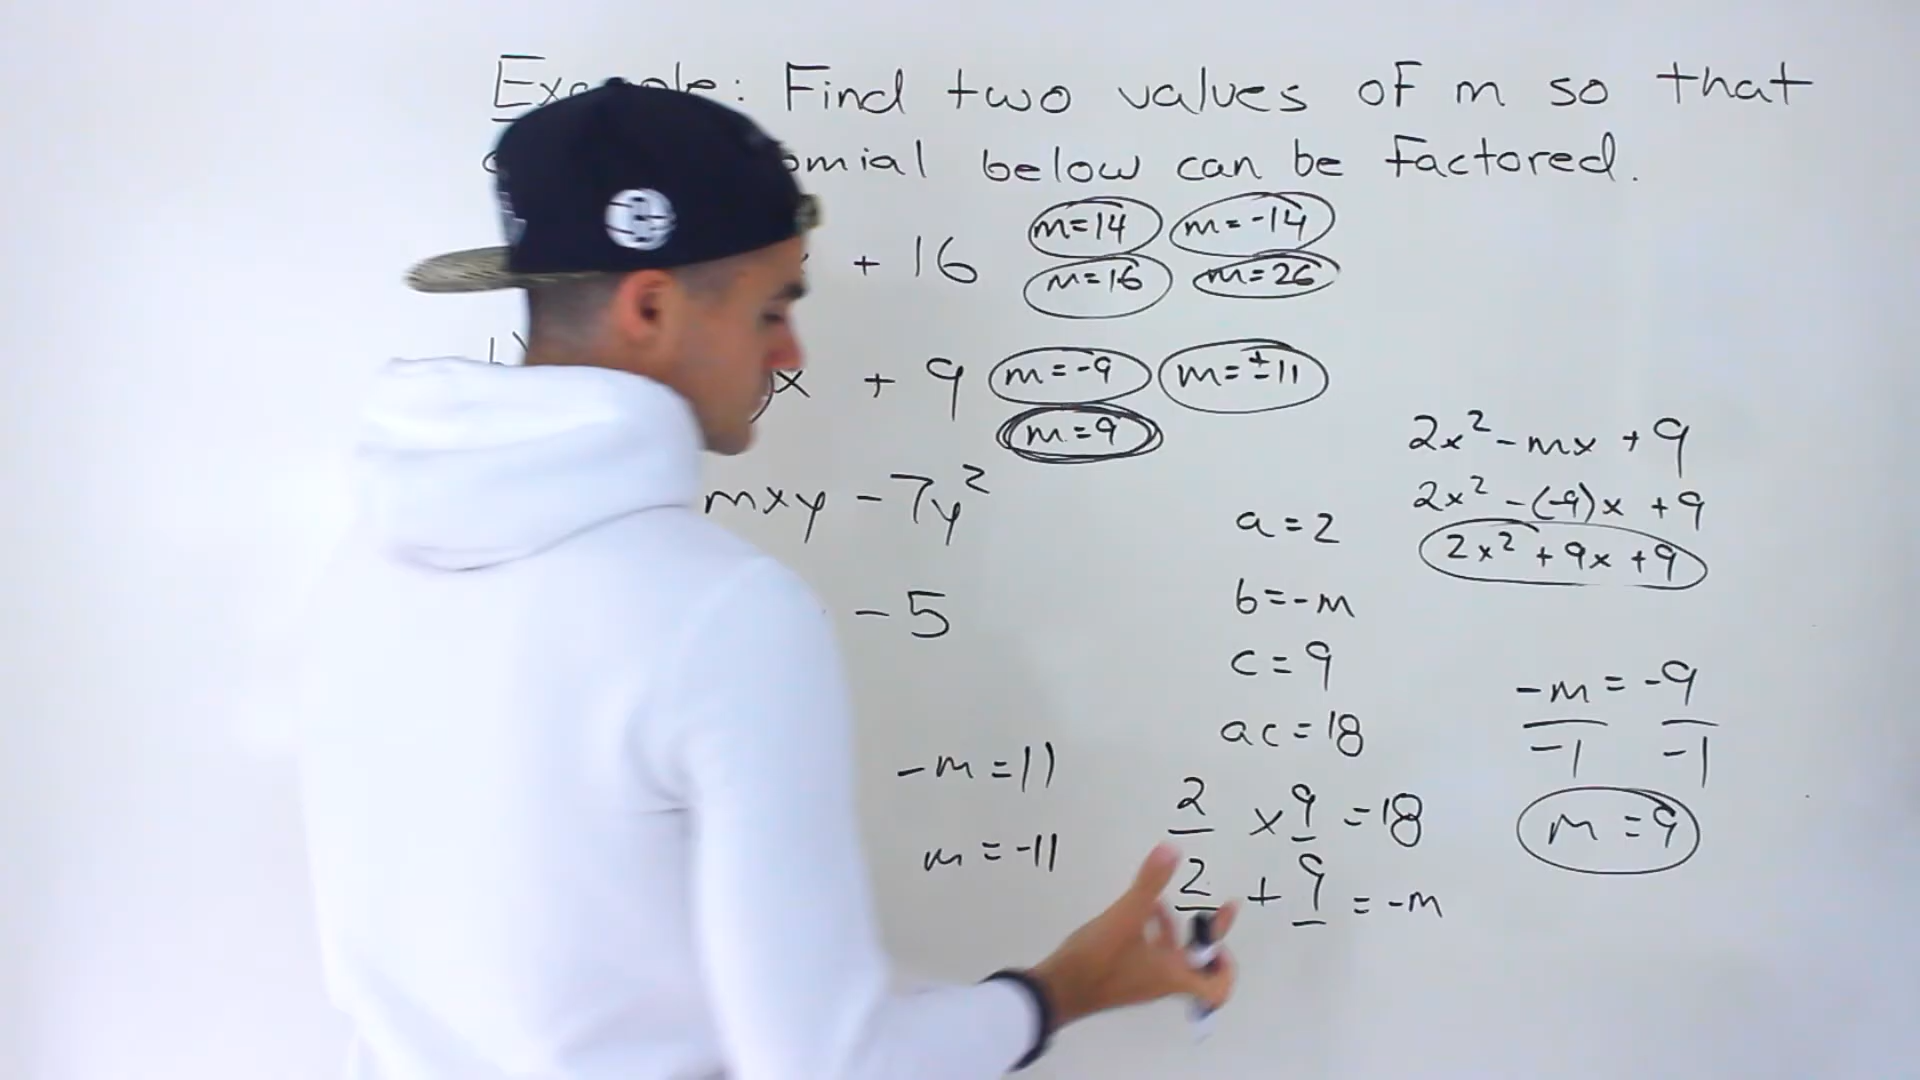 Example: Find two values of m so that
below can be factored.
+ 16 m=14 m=-14
m=16 m=26
x + 9 m=-9 m=±11
m=9
mxy - 7y²
- 5
2x² - mx + 9
2x² - (-9)x + 9
2x² + 9x + 9
a = 2
b = -m
c = 9
ac = 18
2 x 9 = 18
2 + 9 = -m
-m = 11
m = -11
-m = -9
-1 -1
m = 9